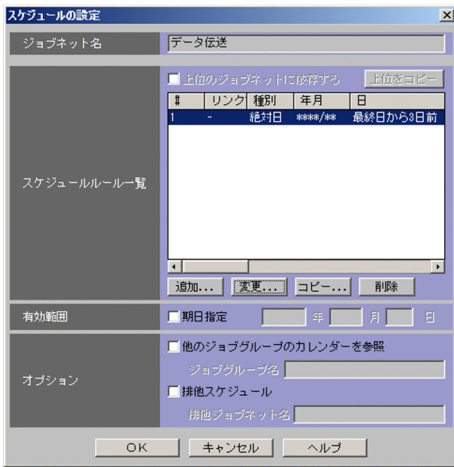 スケジュールの設定
ジョブネット名
データ伝送
上位のジョブネットに依存する
上位をコピー
# リンク 種別 年月 日
1 - 絶対日 ****/** 最終日から3日前
スケジュールルール一覧
追加... 変更... コピー... 削除
有効範囲
期日指定 年 月 日
他のジョブグループのカレンダーを参照
ジョブグループ名
オプション
排他スケジュール
排他ジョブネット名
OK キャンセル ヘルプ